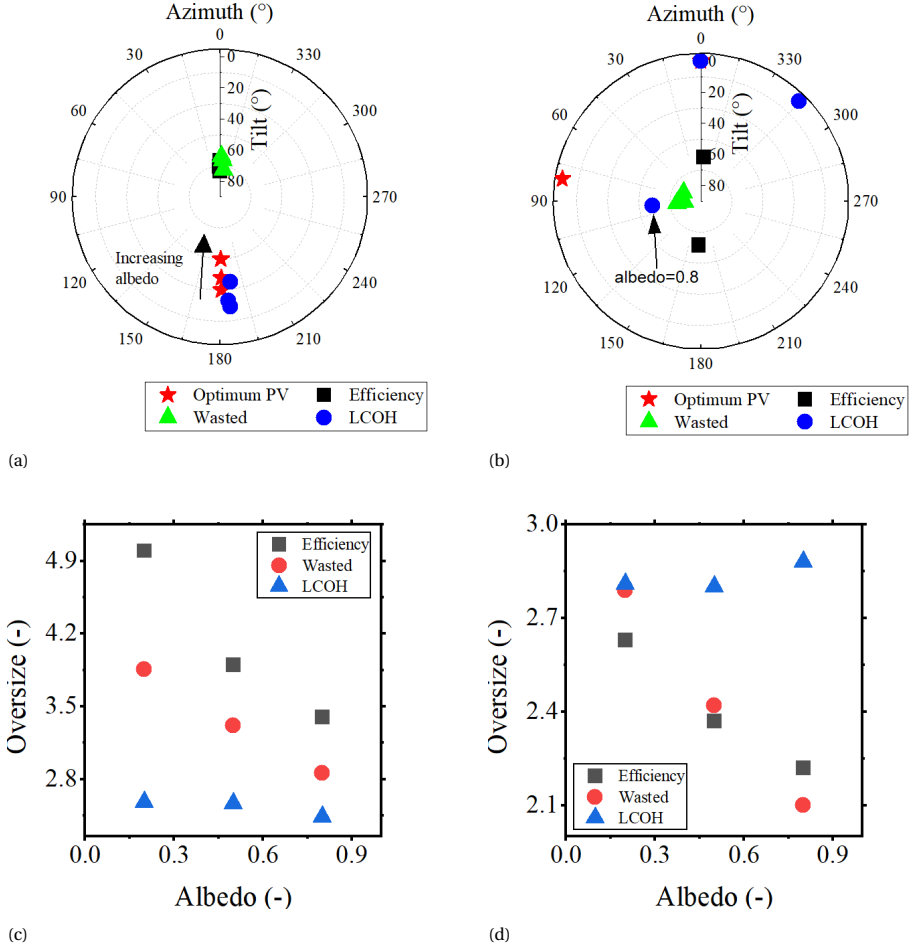 Azimuth (°)
0
30
330
60
300
90
270
120
240
150
210
180
0
20
40
60
80
Tilt (°)
Increasing
albedo
Optimum PV
Efficiency
Wasted
LCOH
(a)
Azimuth (°)
0
30
330
60
300
90
270
120
240
150
210
180
0
20
40
60
80
Tilt (°)
albedo=0.8
Optimum PV
Efficiency
Wasted
LCOH
(b)
4.9
4.2
3.5
2.8
Oversize (-)
Efficiency
Wasted
LCOH
0.0
0.3
0.6
0.9
Albedo (-)
(c)
3.0
2.7
2.4
2.1
Oversize (-)
Efficiency
Wasted
LCOH
0.0
0.3
0.6
0.9
Albedo (-)
(d)